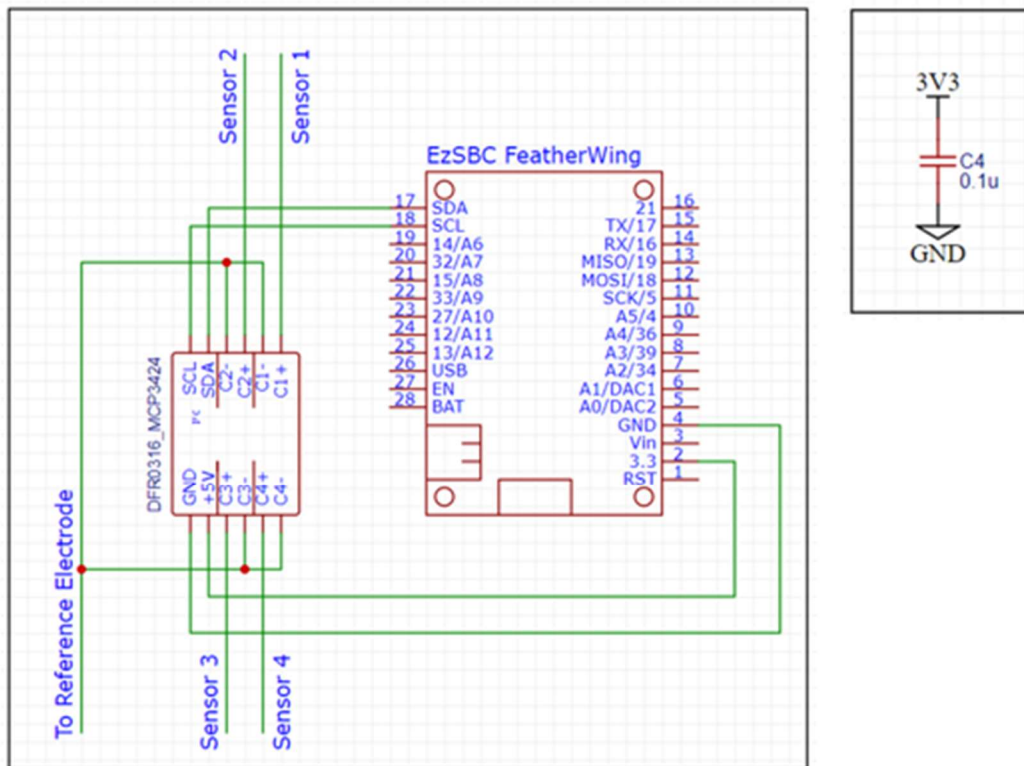 Sensor 2
Sensor 1
EzSBC FeatherWing
17 SDA
18 SCL
19 14/A6
20 32/A7
21 15/A8
22 33/A9
23 27/A10
24 12/A11
25 13/A12
26 USB
27 EN
28 BAT
21 16
TX/17 15
RX/16 14
MISO/19 13
MOSI/18 12
SCK/5 11
A5/4 10
A4/36 9
A3/39 8
A2/34 7
A1/DAC1 6
A0/DAC2 5
GND 4
Vin 3
3.3 2
RST 1
DFR0316_MCP3424
SCL
SDA
C2-
C2+
C1-
C1+
GND
+5V
C3+
C3-
C4+
C4-
To Reference Electrode
Sensor 3
Sensor 4
3V3
C4
0.1u
GND